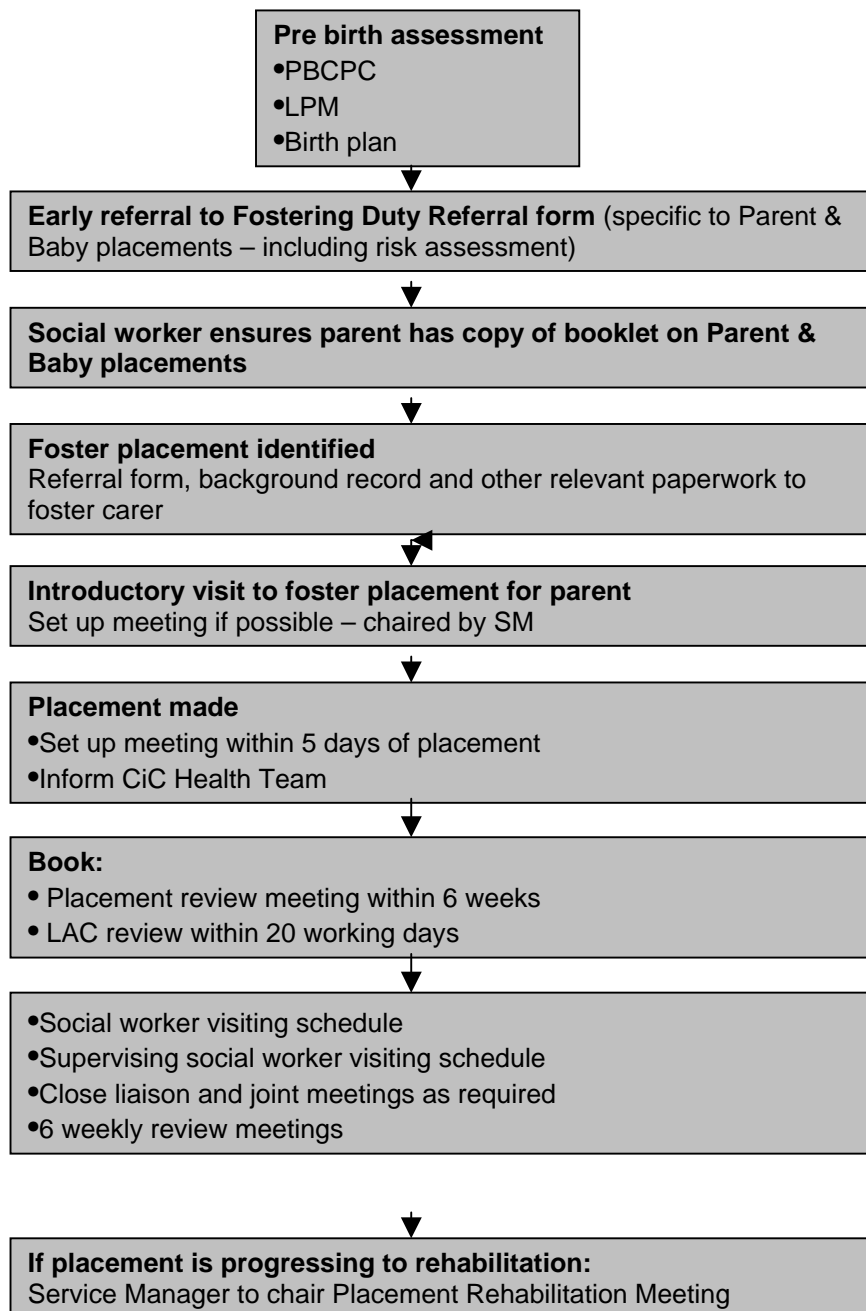 Pre birth assessment
•PBCPC
•LPM
•Birth plan
Early referral to Fostering Duty Referral form (specific to Parent &
Baby placements – including risk assessment)
Social worker ensures parent has copy of booklet on Parent &
Baby placements
Foster placement identified
Referral form, background record and other relevant paperwork to
foster carer
Introductory visit to foster placement for parent
Set up meeting if possible – chaired by SM
Placement made
•Set up meeting within 5 days of placement
•Inform CiC Health Team
Book:
• Placement review meeting within 6 weeks
• LAC review within 20 working days
•Social worker visiting schedule
•Supervising social worker visiting schedule
•Close liaison and joint meetings as required
•6 weekly review meetings
If placement is progressing to rehabilitation:
Service Manager to chair Placement Rehabilitation Meeting